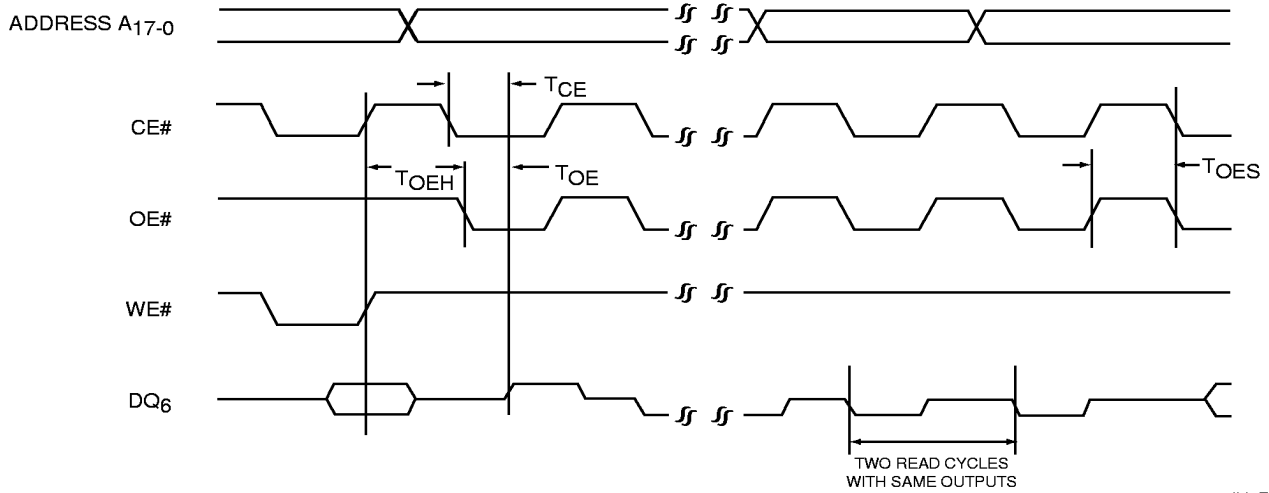 ADDRESS A17-0
TCE
CE#
TOEH
TOE
TOES
OE#
WE#
DQ6
TWO READ CYCLES
WITH SAME OUTPUTS